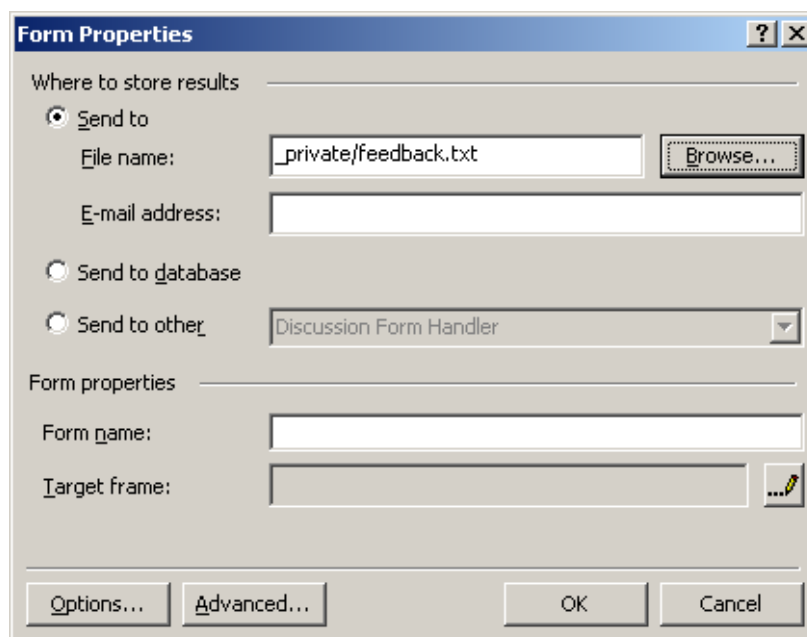 Form Properties
Where to store results
Send to
File name: _private/feedback.txt Browse...
E-mail address:
Send to database
Send to other Discussion Form Handler
Form properties
Form name:
Target frame: ...
Options... Advanced... OK Cancel